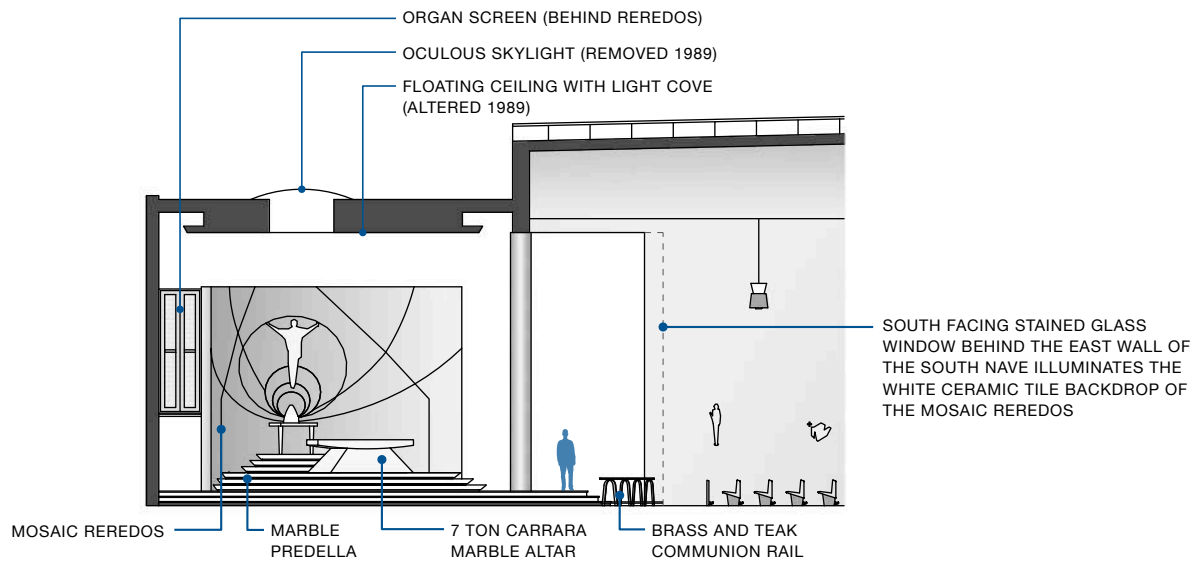 ORGAN SCREEN (BEHIND REREDOS)
OCULOUS SKYLIGHT (REMOVED 1989)
FLOATING CEILING WITH LIGHT COVE
(ALTERED 1989)
SOUTH FACING STAINED GLASS
WINDOW BEHIND THE EAST WALL OF
THE SOUTH NAVE ILLUMINATES THE
WHITE CERAMIC TILE BACKDROP OF
THE MOSAIC REREDOS
MOSAIC REREDOS
MARBLE
PREDELLA
7 TON CARRARA
MARBLE ALTAR
BRASS AND TEAK
COMMUNION RAIL